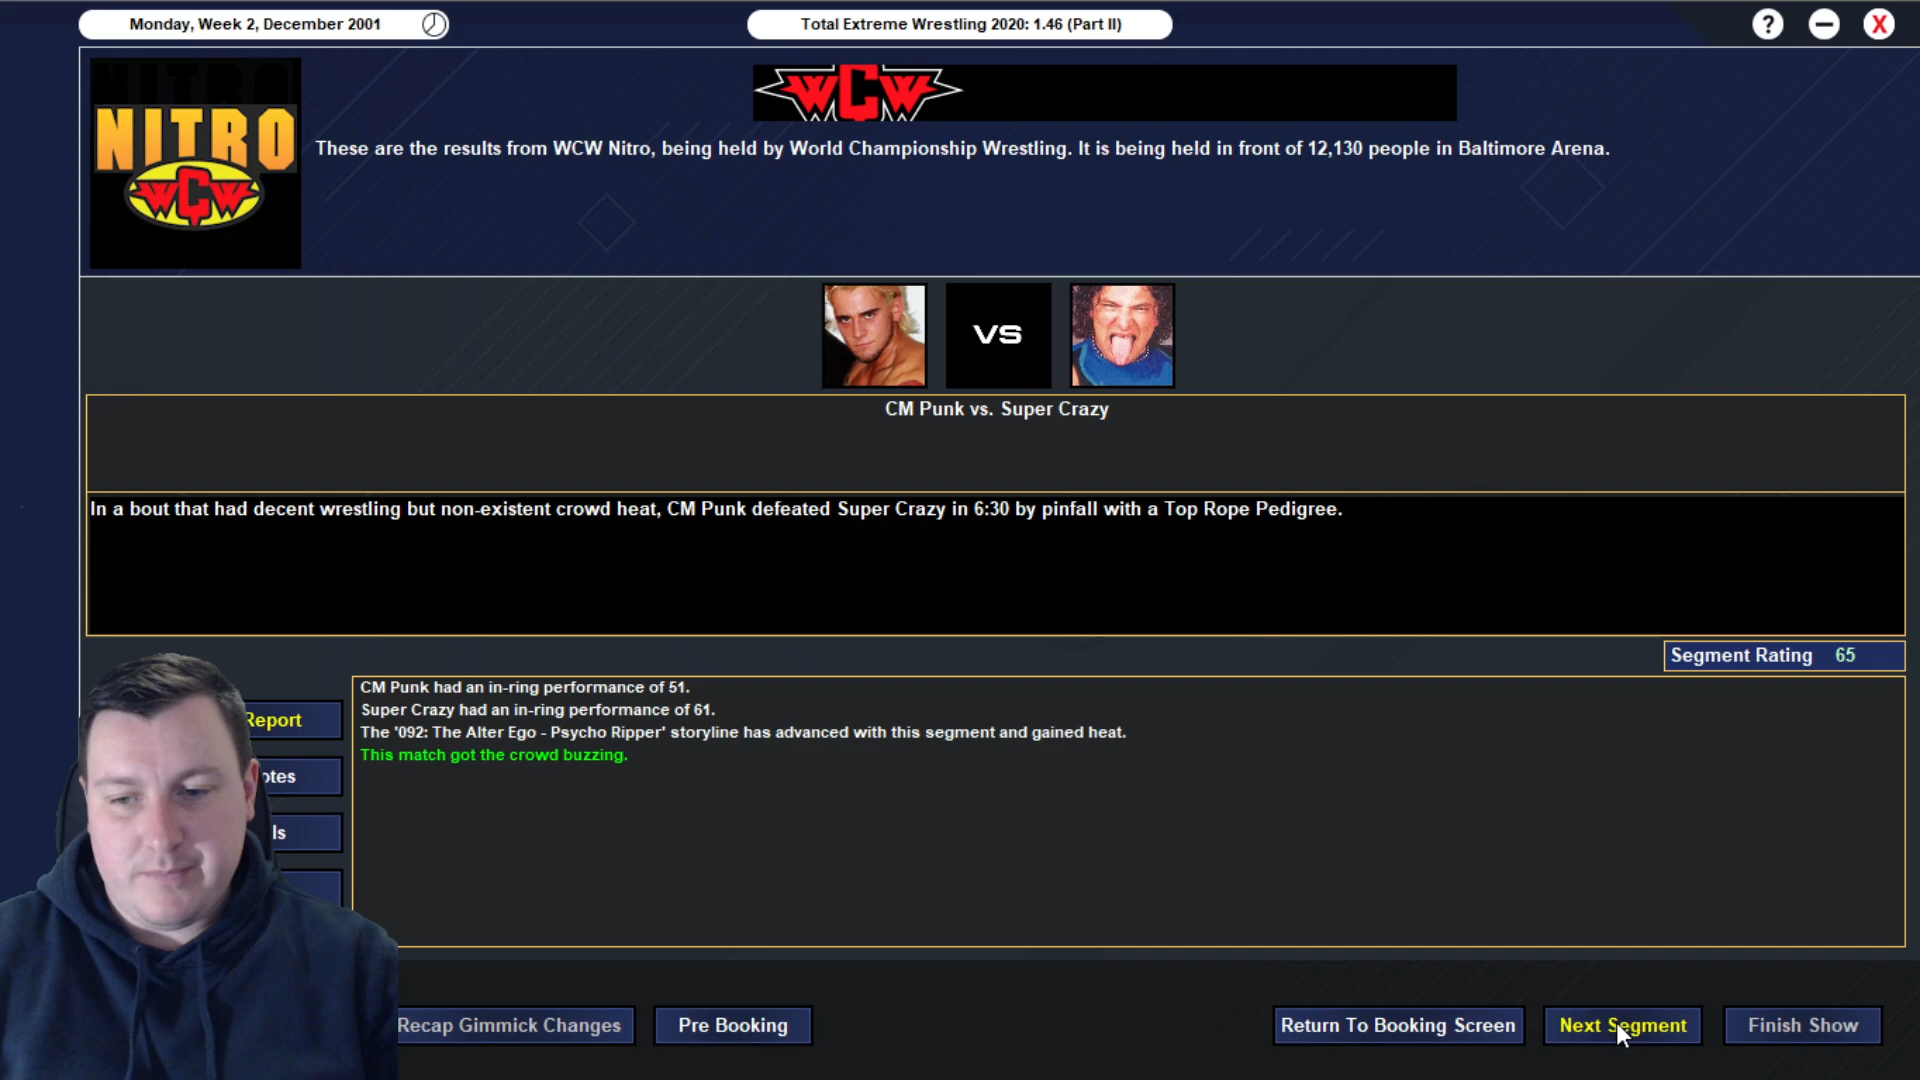 Monday, Week 2, December 2001
Total Extreme Wrestling 2020: 1.46 (Part II)
?
X
NITRO
WCW
WCW
These are the results from WCW Nitro, being held by World Championship Wrestling. It is being held in front of 12,130 people in Baltimore Arena.
VS
CM Punk vs. Super Crazy
In a bout that had decent wrestling but non-existent crowd heat, CM Punk defeated Super Crazy in 6:30 by pinfall with a Top Rope Pedigree.
Segment Rating 65
CM Punk had an in-ring performance of 51.
Super Crazy had an in-ring performance of 61.
The '092: The Alter Ego - Psycho Ripper' storyline has advanced with this segment and gained heat.
This match got the crowd buzzing.
Report
otes
ls
Recap Gimmick Changes
Pre Booking
Return To Booking Screen
Next Segment
Finish Show